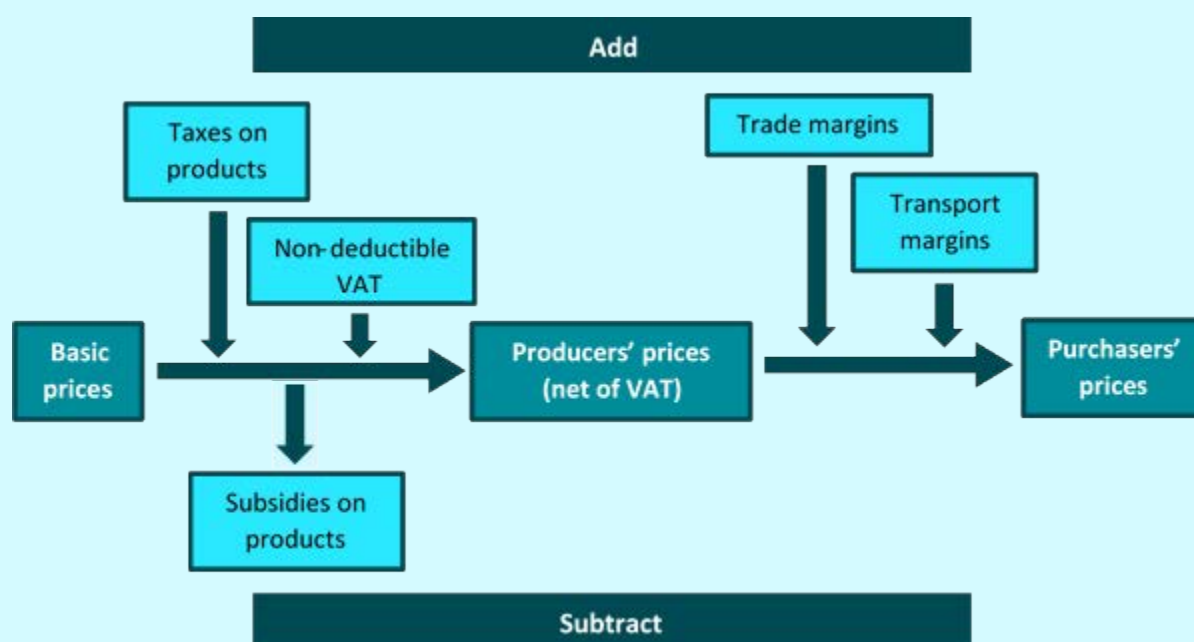 Add
Taxes on
products
Trade margins
Transport
margins
Non-deductible
VAT
Basic
prices
Producers’ prices
(net of VAT)
Purchasers’
prices
Subsidies on
products
Subtract